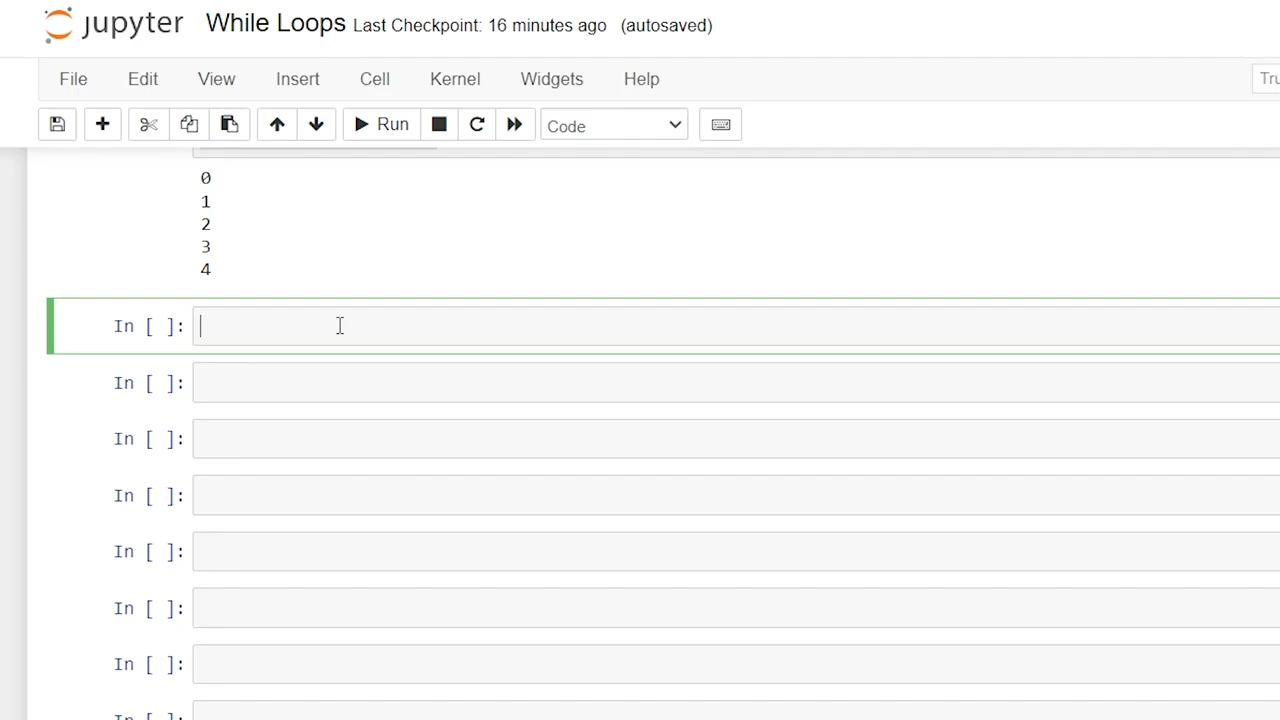 jupyter While Loops Last Checkpoint: 16 minutes ago (autosaved)
File Edit View Insert Cell Kernel Widgets Help
Run Code
0
1
2
3
4
In [ ]:
In [ ]:
In [ ]:
In [ ]:
In [ ]:
In [ ]:
In [ ]:
In [ ]: